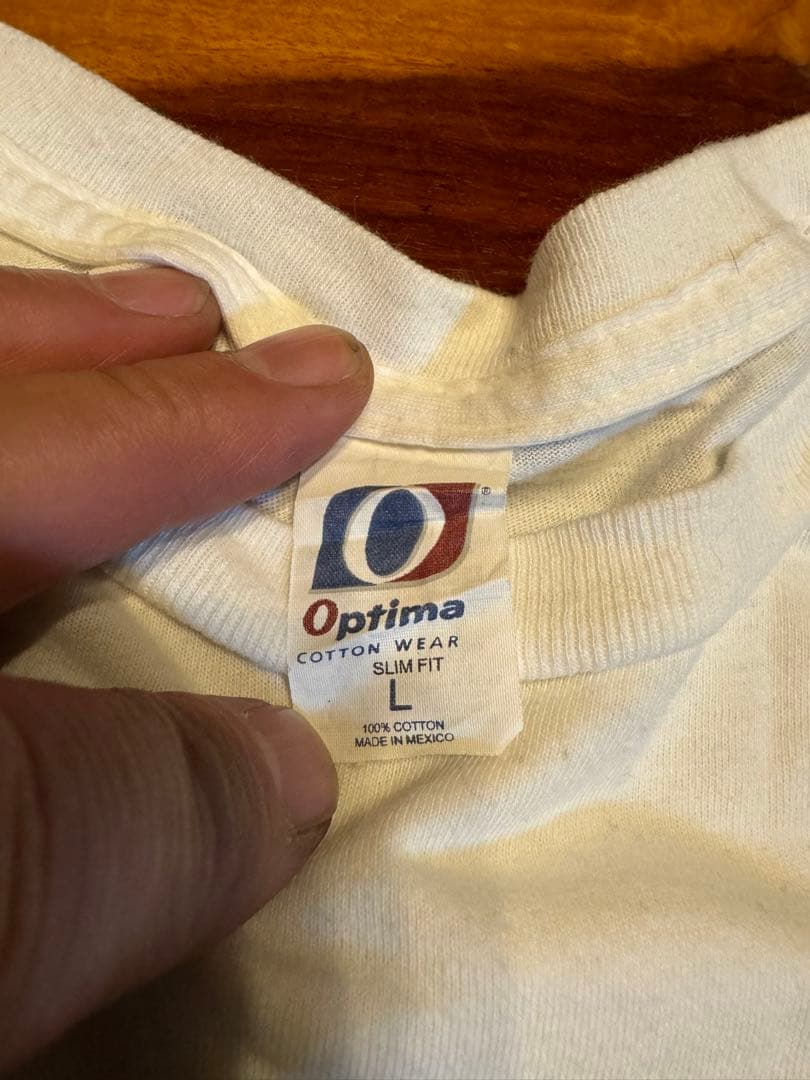 ®
Optima
COTTON WEAR
SLIM FIT
L
100% COTTON
MADE IN MEXICO